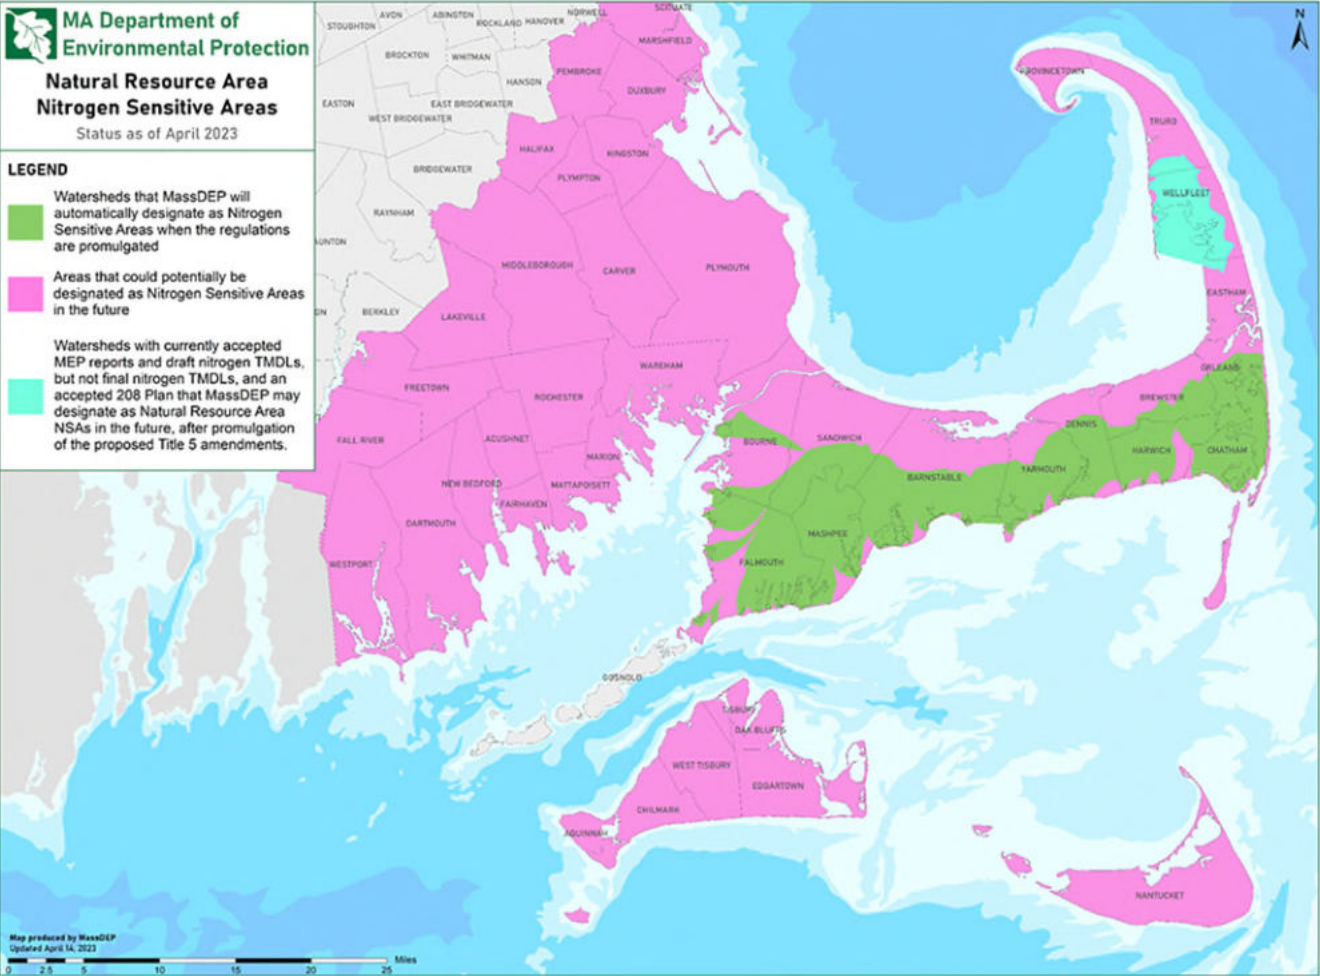 MA Department of
Environmental Protection
Natural Resource Area
Nitrogen Sensitive Areas
Status as of April 2023
LEGEND
Watersheds that MassDEP will
automatically designate as Nitrogen
Sensitive Areas when the regulations
are promulgated
Areas that could potentially be
designated as Nitrogen Sensitive Areas
in the future
Watersheds with currently accepted
MEP reports and draft nitrogen TMDLs,
but not final nitrogen TMDLs, and an
accepted 208 Plan that MassDEP may
designate as Natural Resource Area
NSAs in the future, after promulgation
of the proposed Title 5 amendments.
N
SCITUATE
NORWELL
AVON
ABINGTON
ROCKLAND
HANOVER
STOUGHTON
MARSHFIELD
BROCKTON
WHITMAN
PEMBROKE
PROVINCETOWN
HANSON
DUXBURY
EASTON
EAST BRIDGEWATER
WEST BRIDGEWATER
TRURO
HALIFAX
KINGSTON
BRIDGEWATER
PLYMPTON
WELLFLEET
RAYNHAM
AUNTON
MIDDLEBOROUGH
CARVER
PLYMOUTH
EASTHAM
ON
BERKLEY
LAKEVILLE
WAREHAM
ORLEANS
FREETOWN
ROCHESTER
BREWSTER
DENNIS
FALL RIVER
ACUSHNET
BOURNE
SANDWICH
HARWICH
CHATHAM
MARION
YARMOUTH
BARNSTABLE
NEW BEDFORD
MATTAPOISETT
FAIRHAVEN
DARTMOUTH
MASHPEE
WESTPORT
FALMOUTH
GOSNOLD
TISBURY
OAK BLUFFS
WEST TISBURY
EDGARTOWN
CHILMARK
AQUINNAH
NANTUCKET
Map produced by MassDEP
Updated April 14, 2023
Miles
0 2.5 5 10 15 20 25